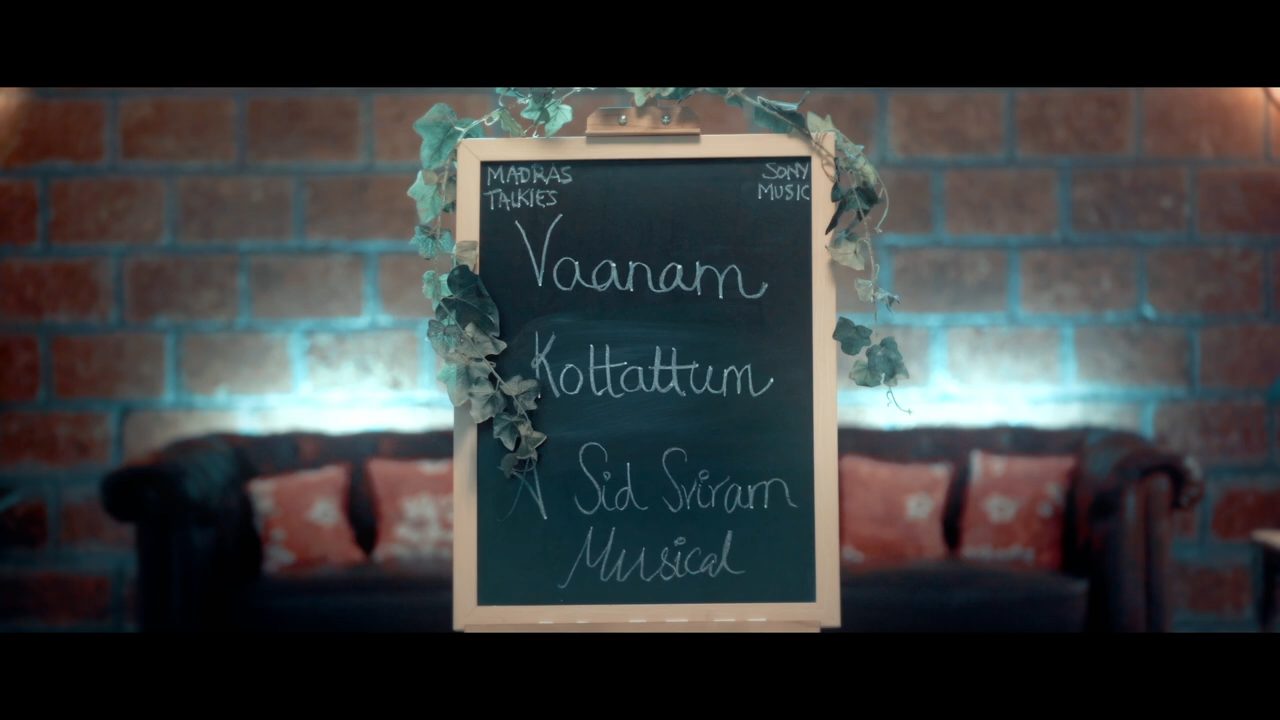 MADRAS
TALKIES
SONY
MUSIC
Vaanam
Kottattum
A Sid Sriram
Musical